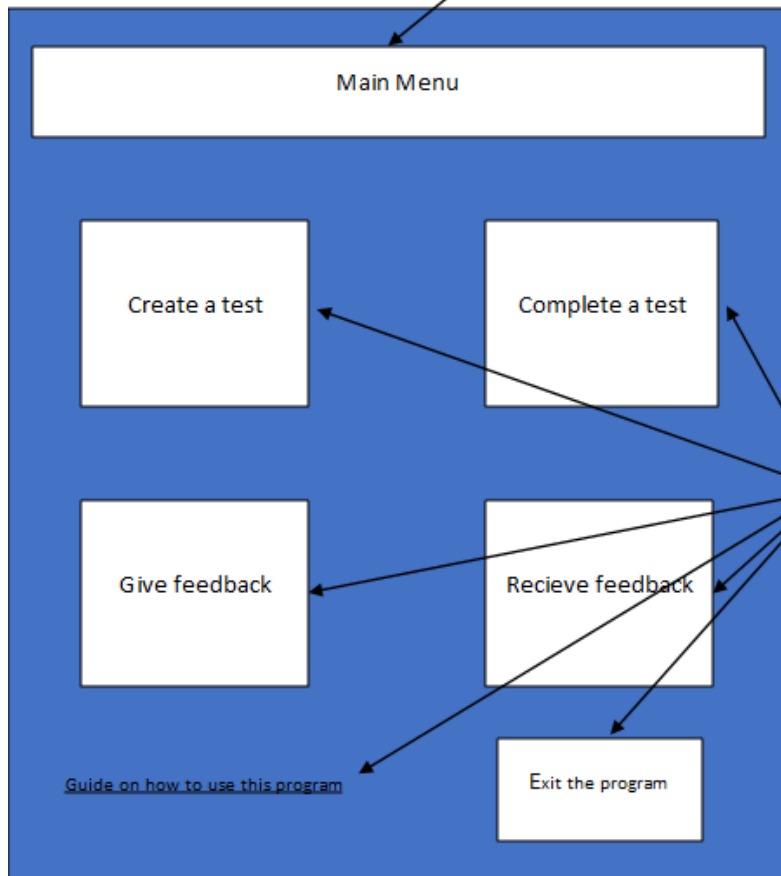 Main Menu
Create a test
Complete a test
Give feedback
Recieve feedback
Guide on how to use this program
Exit the program